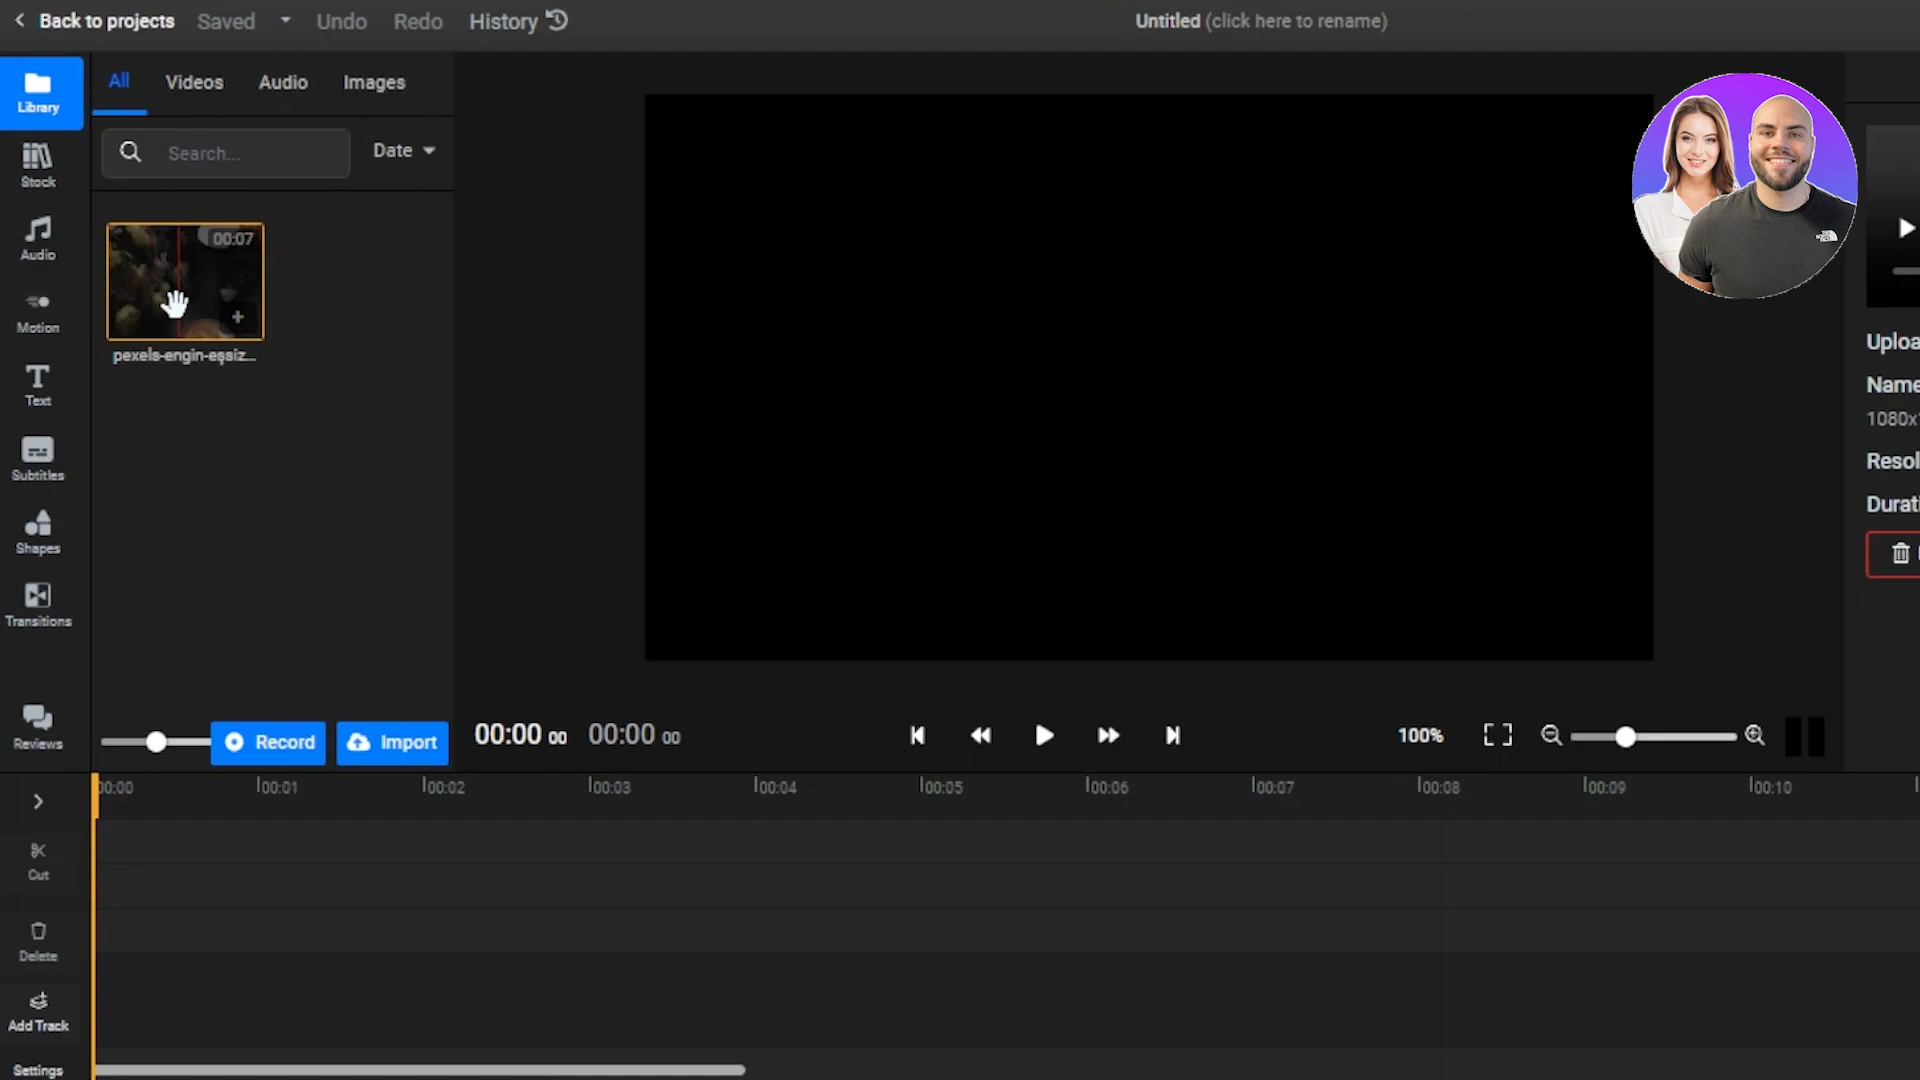 Back to projects
Saved
Undo
Redo
History
Untitled (click here to rename)
Library
Stock
Audio
Motion
Text
Subtitles
Shapes
Transitions
Reviews
All
Videos
Audio
Images
Search...
Date
00:07
pexels-engin-eşsiz...
Record
Import
00:00 00
00:00 00
100%
Uploa
Name
1080x
Resol
Durati
00:00
00:01
00:02
00:03
00:04
00:05
00:06
00:07
00:08
00:09
00:10
Cut
Delete
Add Track
Settings